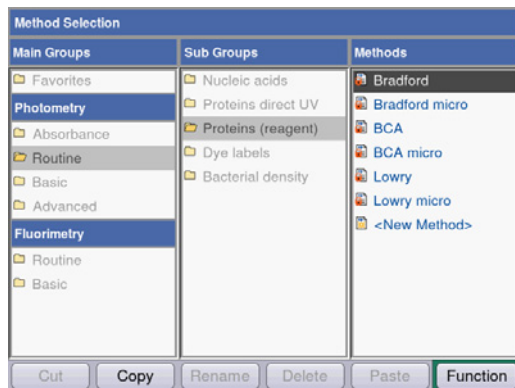 Method Selection
Main Groups
Favorites
Photometry
Absorbance
Routine
Basic
Advanced
Fluorimetry
Routine
Basic
Sub Groups
Nucleic acids
Proteins direct UV
Proteins (reagent)
Dye labels
Bacterial density
Methods
Bradford
Bradford micro
BCA
BCA micro
Lowry
Lowry micro
<New Method>
Cut Copy Rename Delete Paste Function